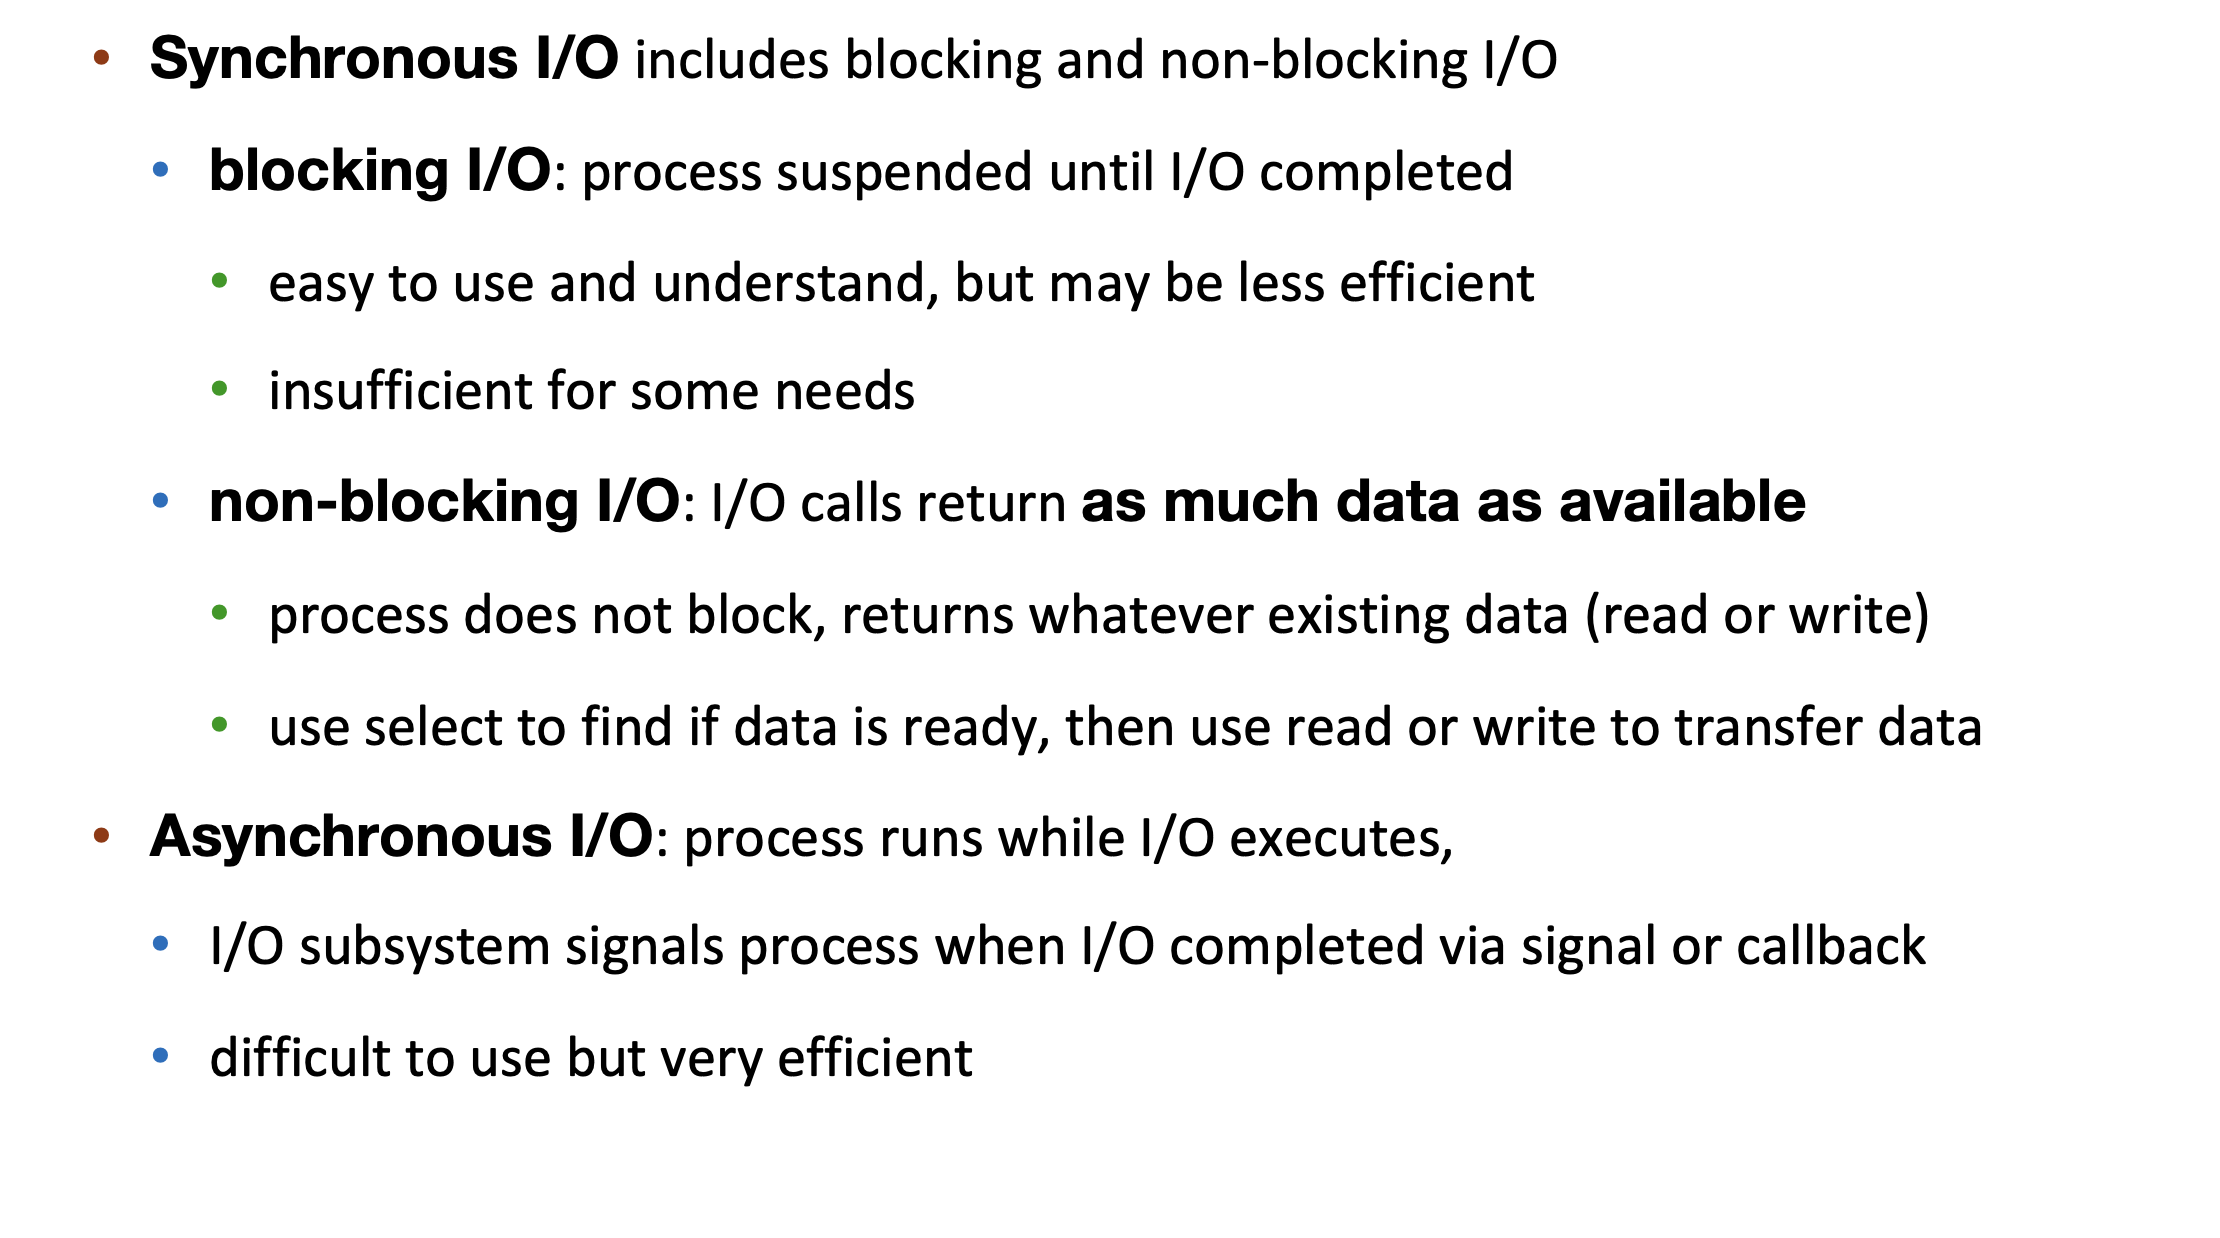 • Synchronous I/O includes blocking and non-blocking I/O
• blocking I/O: process suspended until I/O completed
• easy to use and understand, but may be less efficient
• insufficient for some needs
• non-blocking I/O: I/O calls return as much data as available
• process does not block, returns whatever existing data (read or write)
• use select to find if data is ready, then use read or write to transfer data
• Asynchronous I/O: process runs while I/O executes,
• I/O subsystem signals process when I/O completed via signal or callback
• difficult to use but very efficient